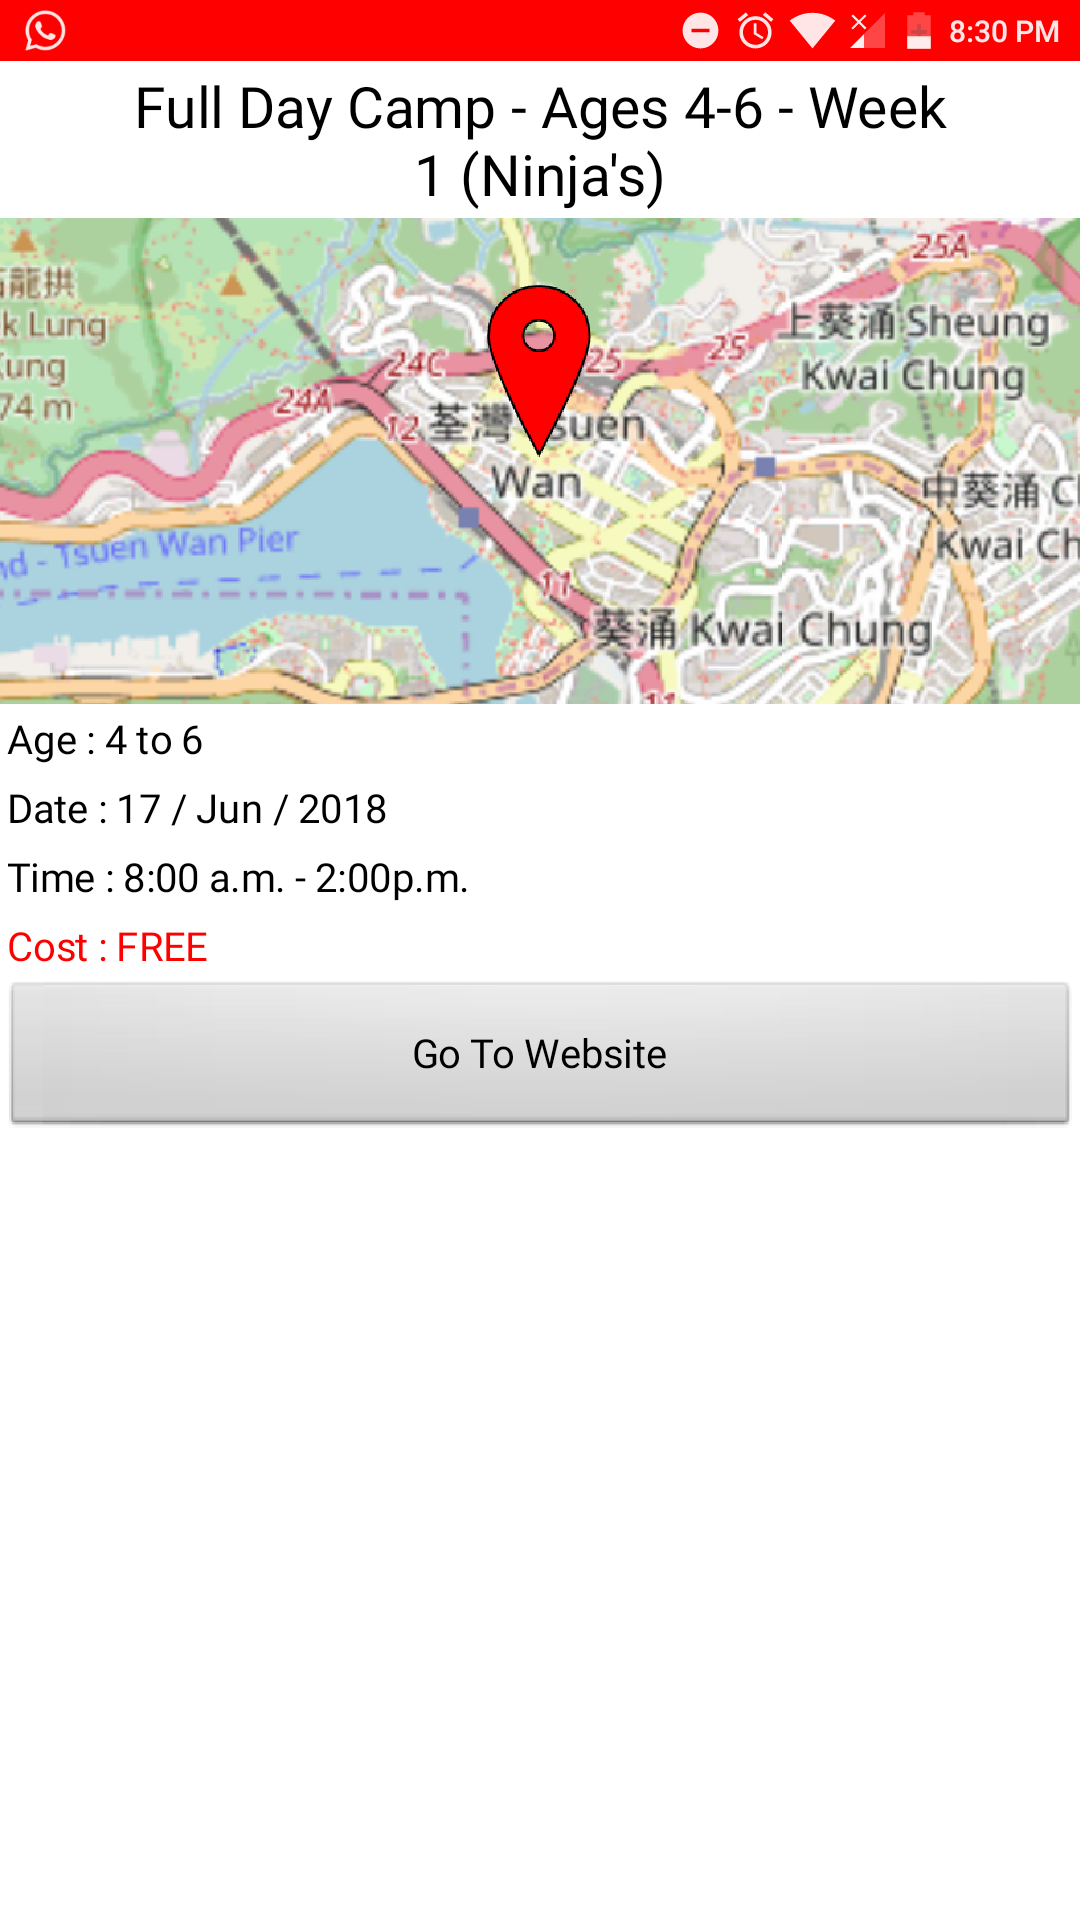 8:30 PM
Full Day Camp - Ages 4-6 - Week
1 (Ninja's)
25A
龍拱
k Lung
ung
74 m
上葵涌 Sheung
Kwai Chung
24C
25
25
24A
12
荃灣 Tsuen
Wan
中葵涌 C
Kwai Ch
nd - Tsuen Wan Pier
11
葵涌 Kwai Chung
11
Age : 4 to 6
Date : 17 / Jun / 2018
Time : 8:00 a.m. - 2:00p.m.
Cost : FREE
Go To Website